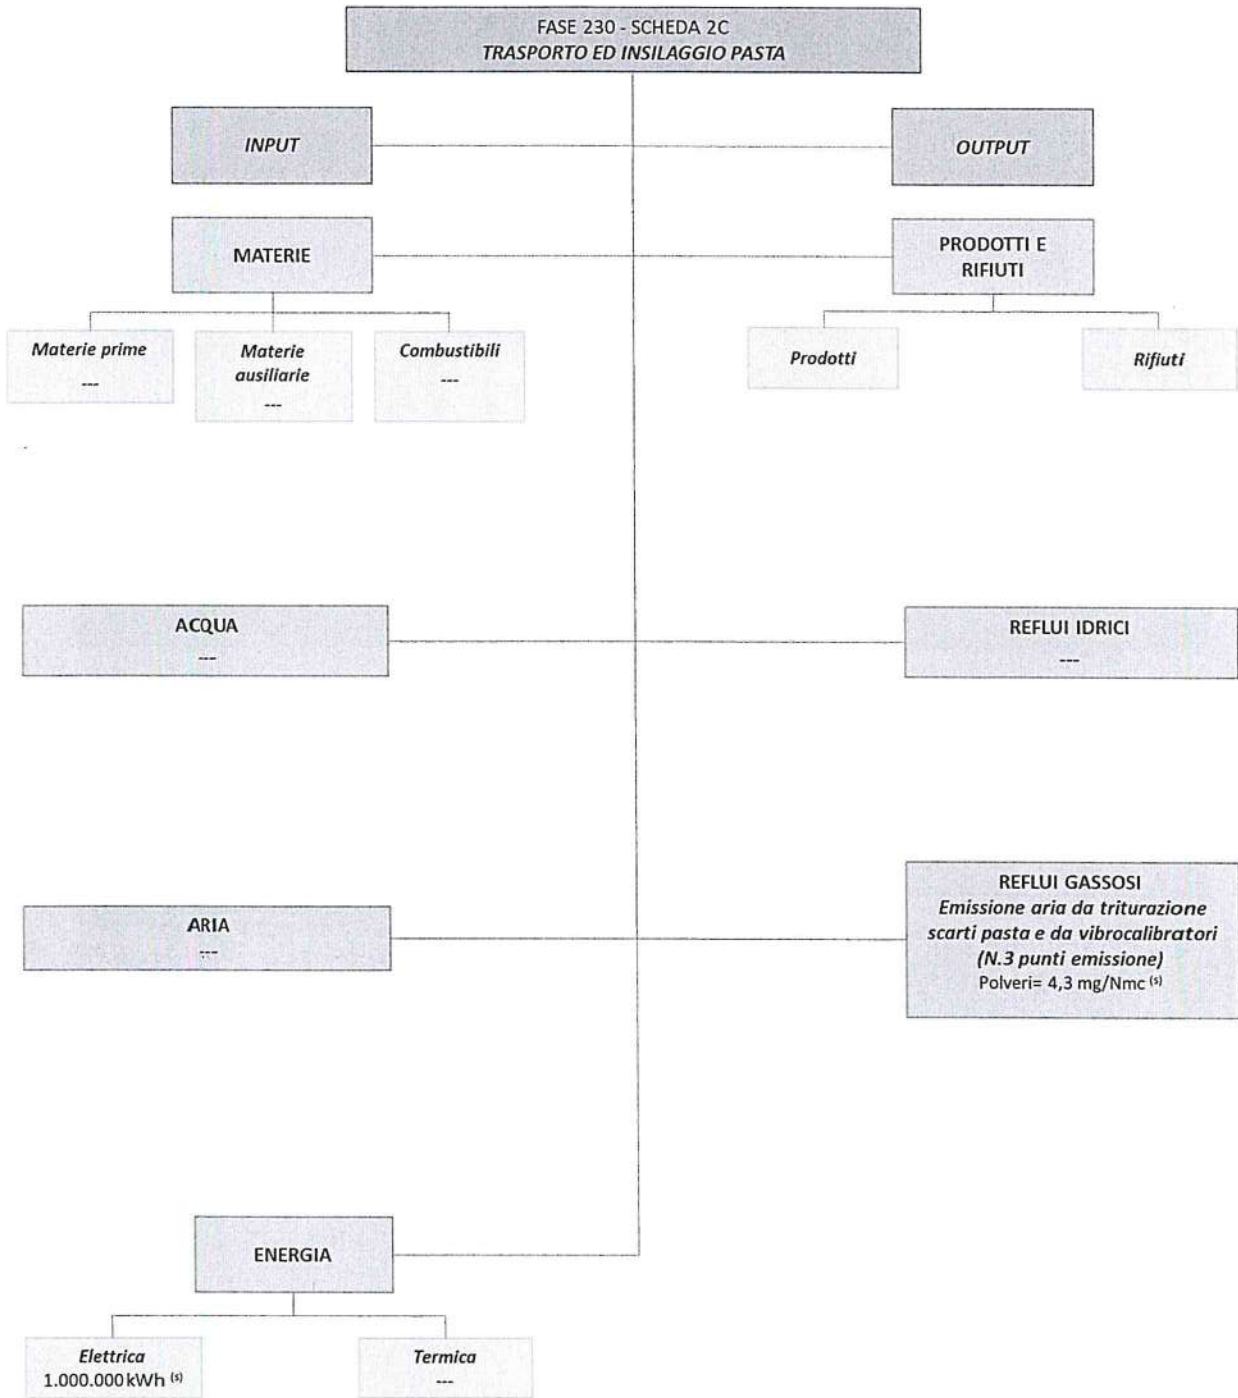 FASE 230 - SCHEDA 2C
TRASPORTO ED INSILAGGIO PASTA
INPUT
OUTPUT
MATERIE
PRODOTTI E
RIFIUTI
Materie prime
---
Materie
ausiliarie
---
Combustibili
---
Prodotti
Rifiuti
ACQUA
---
REFLUI IDRICI
---
ARIA
---
REFLUI GASSOSI
Emissione aria da triturazione
scarti pasta e da vibrocalibratori
(N.3 punti emissione)
Polveri= 4,3 mg/Nmc (s)
ENERGIA
Elettrica
1.000.000 kWh (s)
Termica
---